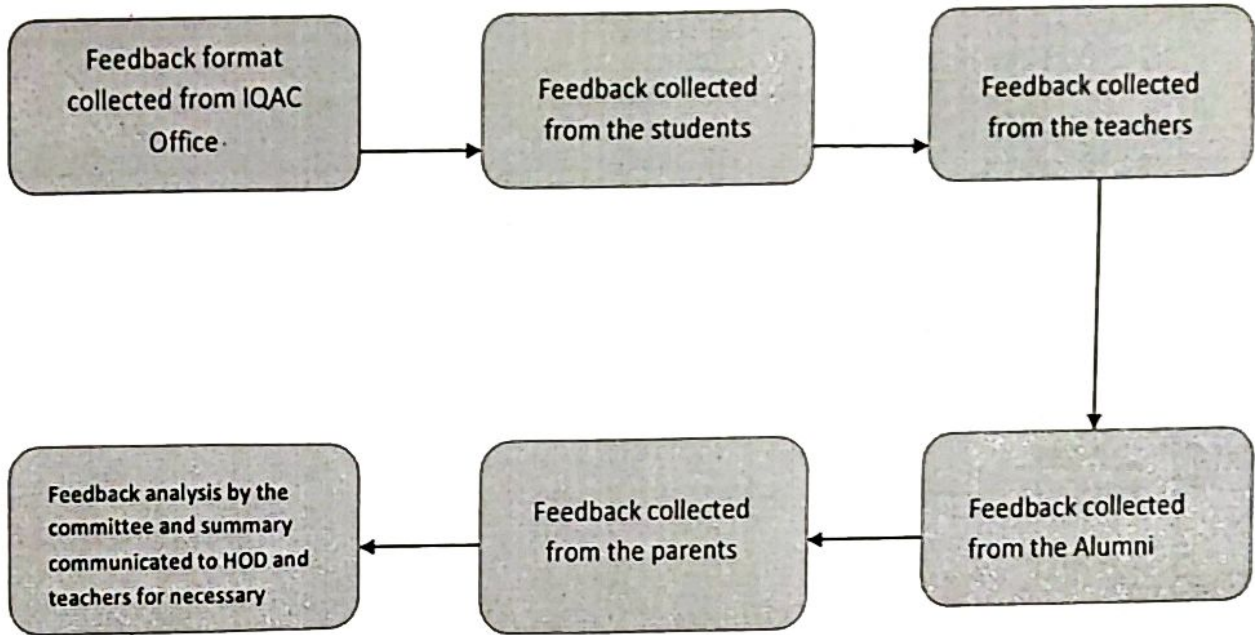 Feedback format
collected from IQAC
Office
Feedback collected
from the students
Feedback collected
from the teachers
Feedback collected
from the Alumni
Feedback collected
from the parents
Feedback analysis by the
committee and summary
communicated to HOD and
teachers for necessary